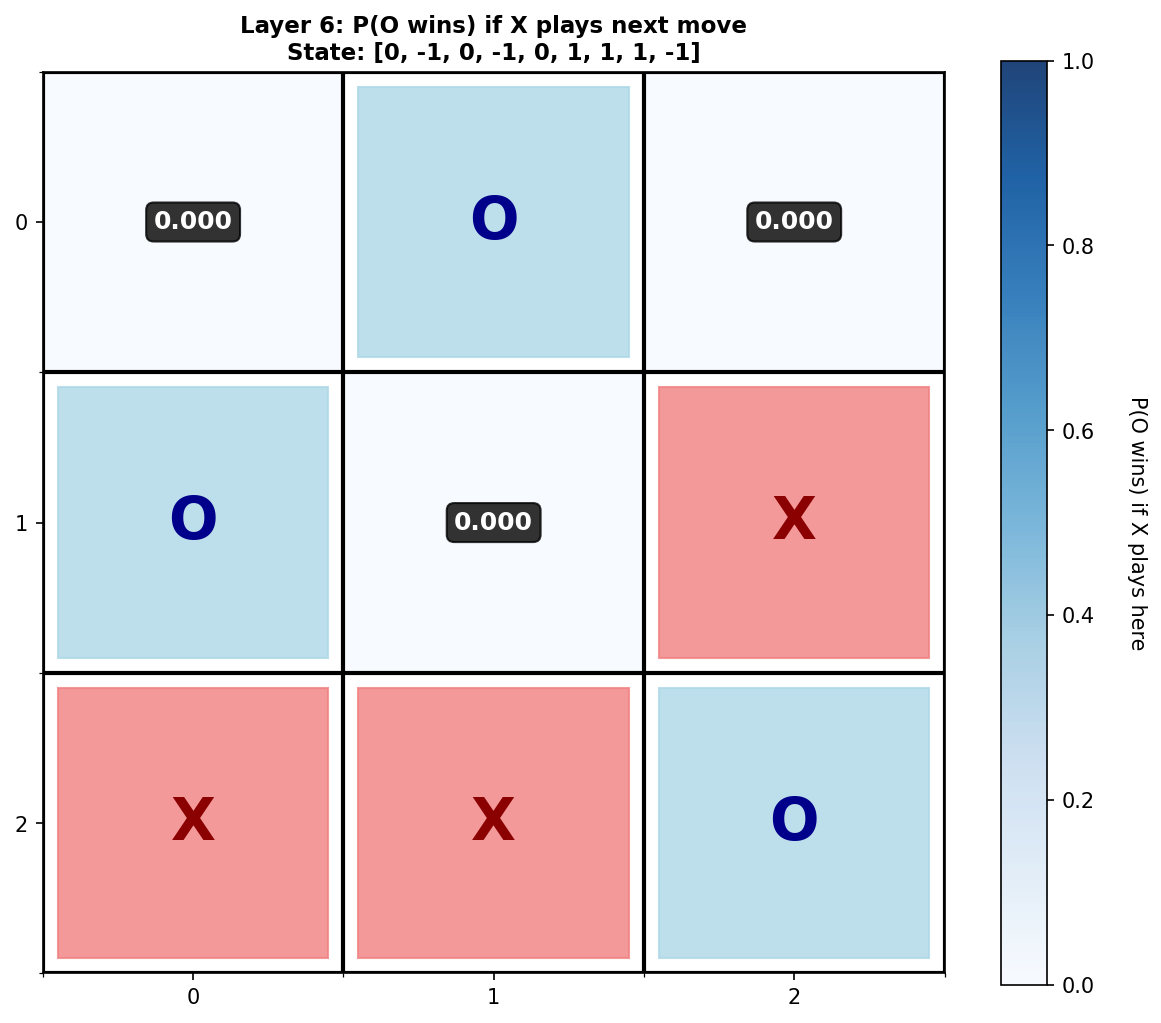 Layer 6: P(O wins) if X plays next move
State: [0, -1, 0, -1, 0, 1, 1, 1, -1]
0
0.000
O
0.000
1
O
0.000
X
2
X
X
O
0
1
2
1.0
0.8
0.6
0.4
0.2
0.0
P(O wins) if X plays here